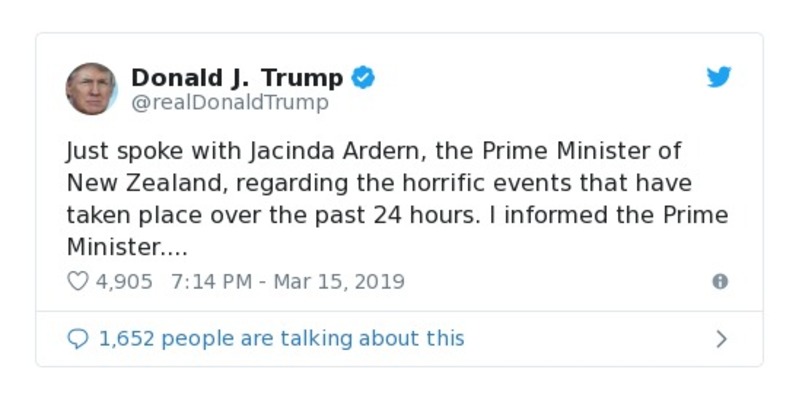 Donald J. Trump
@realDonaldTrump
Just spoke with Jacinda Ardern, the Prime Minister of
New Zealand, regarding the horrific events that have
taken place over the past 24 hours. I informed the Prime
Minister....
4,905 7:14 PM - Mar 15, 2019
1,652 people are talking about this